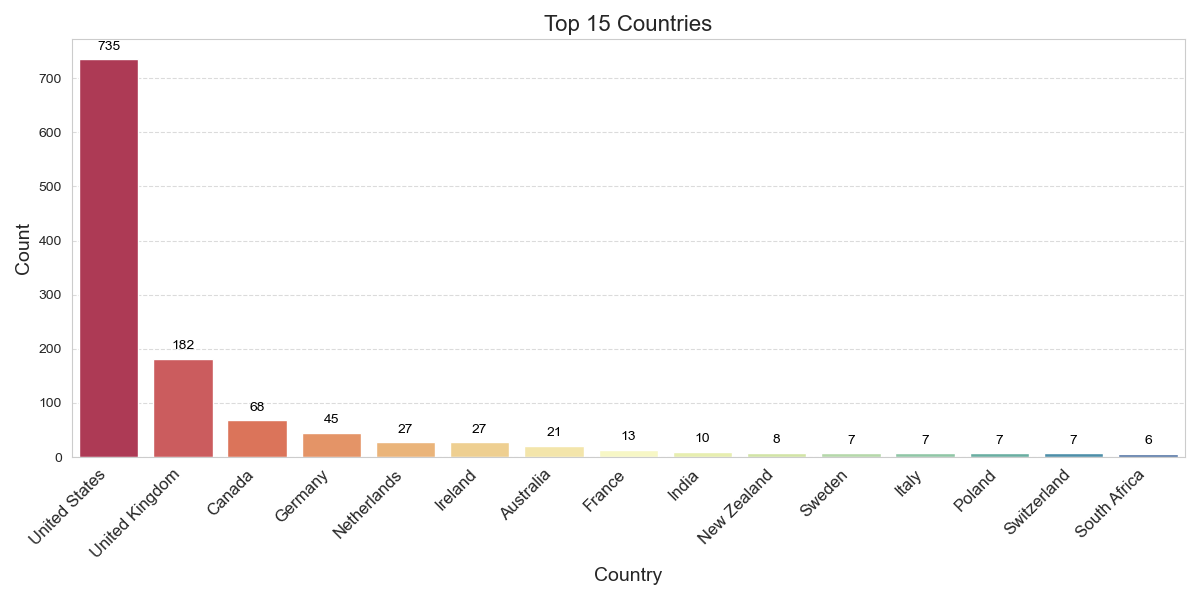 Top 15 Countries
Count
700
600
500
400
300
200
100
0
735
182
68
45
27
27
21
13
10
8
7
7
7
7
6
United States
United Kingdom
Canada
Germany
Netherlands
Ireland
Australia
France
India
New Zealand
Sweden
Italy
Poland
Switzerland
South Africa
Country